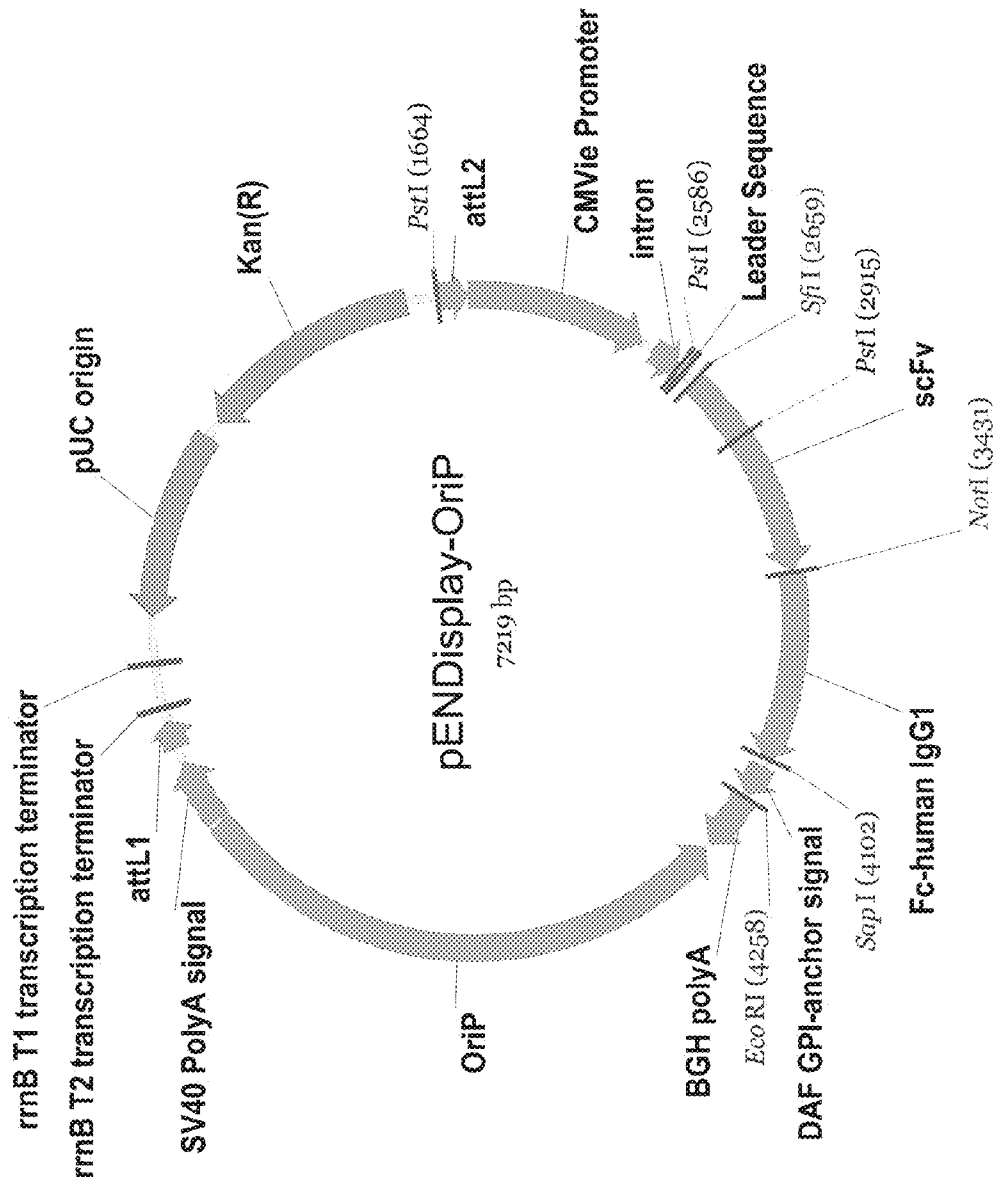 rrnB T1 transcription terminator
rrnB T2 transcription terminator
attL1
SV40 PolyA signal
OriP
BGH polyA
EcoRI (4258)
DAF GPI-anchor signal
SapI (4102)
Fc-human IgG1
NotI (3431)
scFv
PstI (2915)
SfiI (2659)
Leader Sequence
PstI (2586)
intron
CMVie Promoter
attL2
PstI (1664)
Kan(R)
pUC origin
pENDisplay-OriP
7219 bp